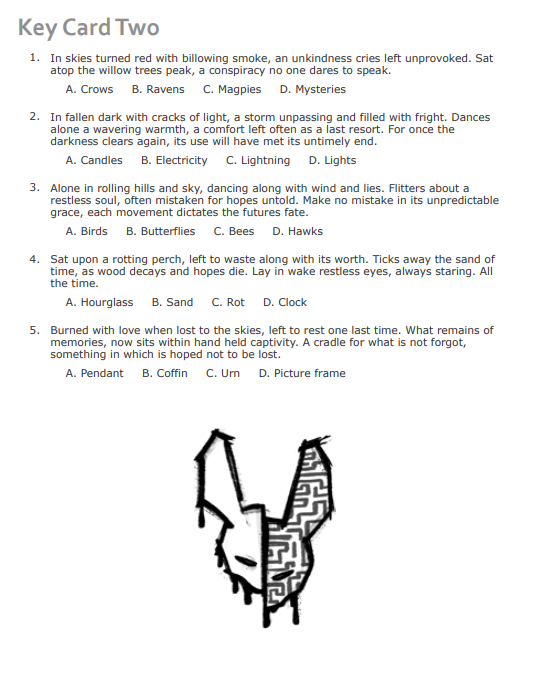 Key Card Two
1. In skies turned red with billowing smoke, an unkindness cries left unprovoked. Sat
atop the willow trees peak, a conspiracy no one dares to speak.
A. Crows B. Ravens C. Magpies D. Mysteries
2. In fallen dark with cracks of light, a storm unpassing and filled with fright. Dances
alone a wavering warmth, a comfort left often as a last resort. For once the
darkness clears again, its use will have met its untimely end.
A. Candles B. Electricity C. Lightning D. Lights
3. Alone in rolling hills and sky, dancing along with wind and lies. Flitters about a
restless soul, often mistaken for hopes untold. Make no mistake in its unpredictable
grace, each movement dictates the futures fate.
A. Birds B. Butterflies C. Bees D. Hawks
4. Sat upon a rotting perch, left to waste along with its worth. Ticks away the sand of
time, as wood decays and hopes die. Lay in wake restless eyes, always staring. All
the time.
A. Hourglass B. Sand C. Rot D. Clock
5. Burned with love when lost to the skies, left to rest one last time. What remains of
memories, now sits within hand held captivity. A cradle for what is not forgot,
something in which is hoped not to be lost.
A. Pendant B. Coffin C. Urn D. Picture frame